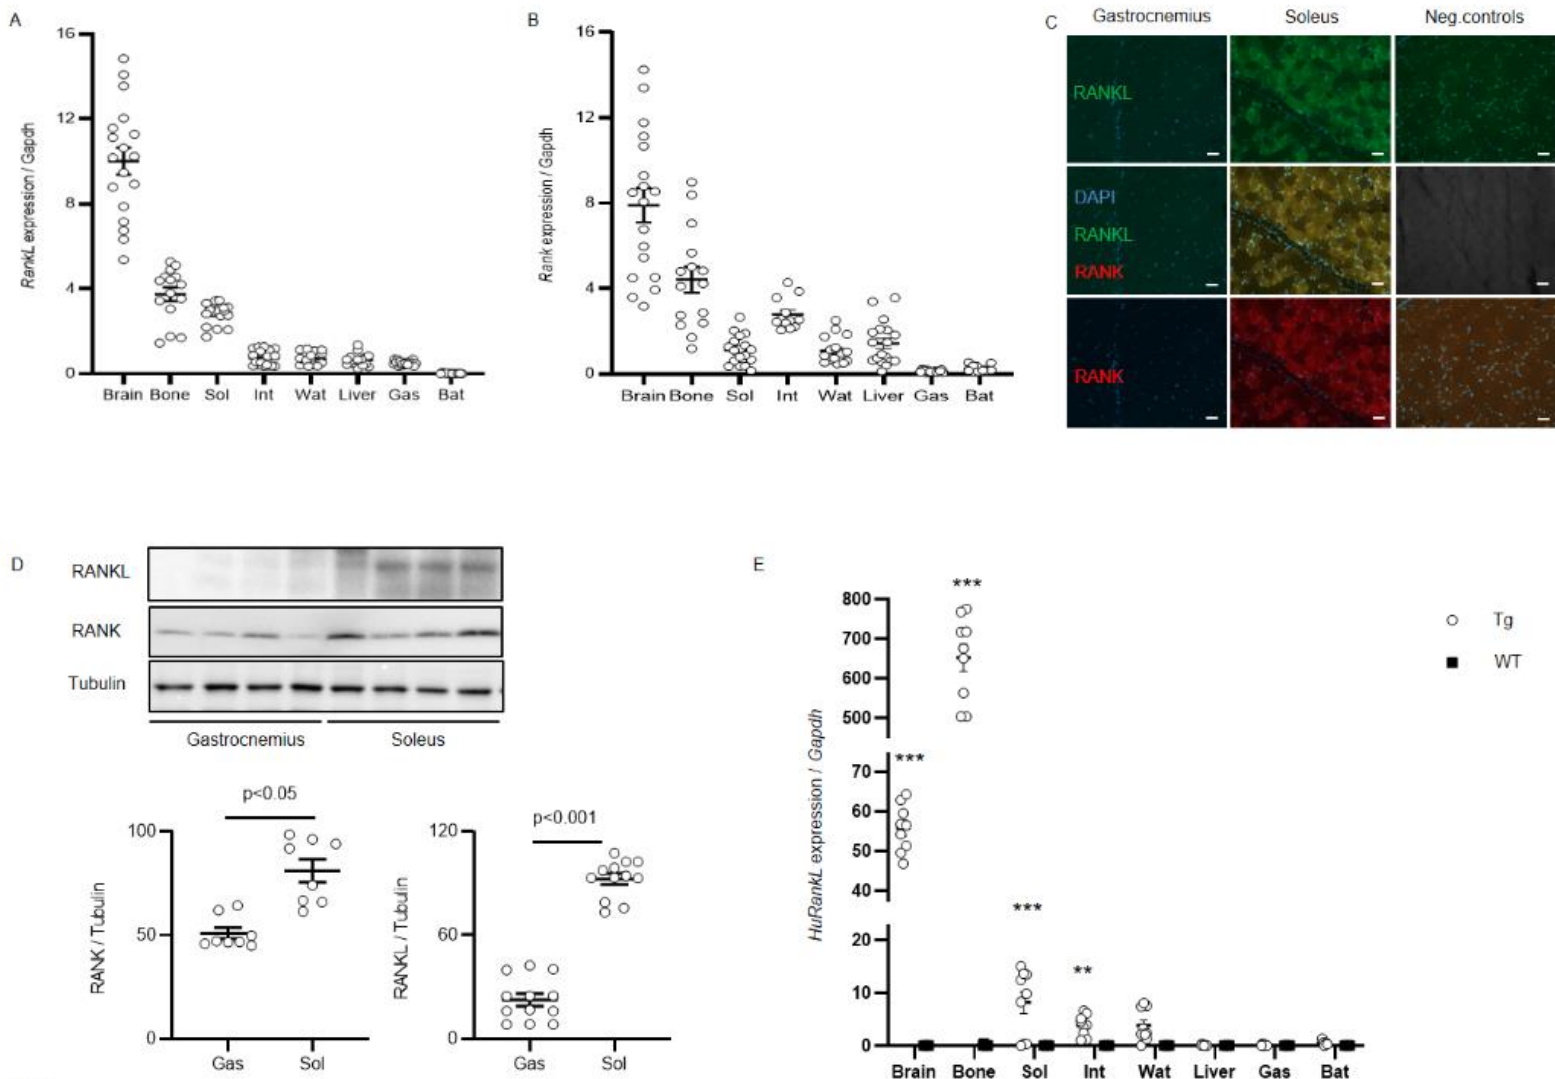 A
RankL expression / Gapdh
16
12
8
4
0
Brain Bone Sol Int Wat Liver Gas Bat
B
Rank expression / Gapdh
16
12
8
4
0
Brain Bone Sol Int Wat Liver Gas Bat
C
Gastrocnemius Soleus Neg.controls
RANKL
DAPI
RANKL
RANK
RANK
D
RANKL
RANK
Tubulin
Gastrocnemius Soleus
p<0.05
RANK / Tubulin
100
50
0
Gas Sol
p<0.001
RANKL / Tubulin
120
60
0
Gas Sol
E
HuRankL expression / Gapdh
800
700
600
500
70
60
50
40
20
10
0
***
***
***
**
Brain Bone Sol Int Wat Liver Gas Bat
Tg
WT